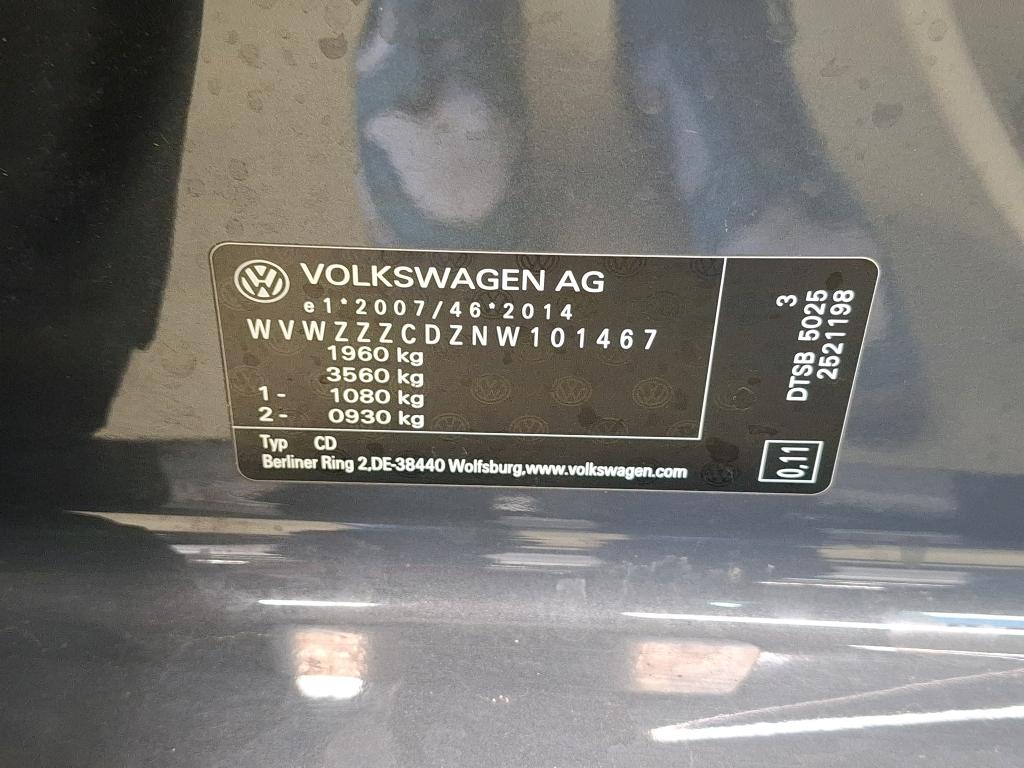 VOLKSWAGEN AG
e1*2007/46*2014
WVWZZZCDZNW101467
1960 kg
3560 kg
1- 1080 kg
2- 0930 kg
Typ CD
Berliner Ring 2,DE-38440 Wolfsburg,www.volkswagen.com
3
DTSB 5025
2521198
0,11